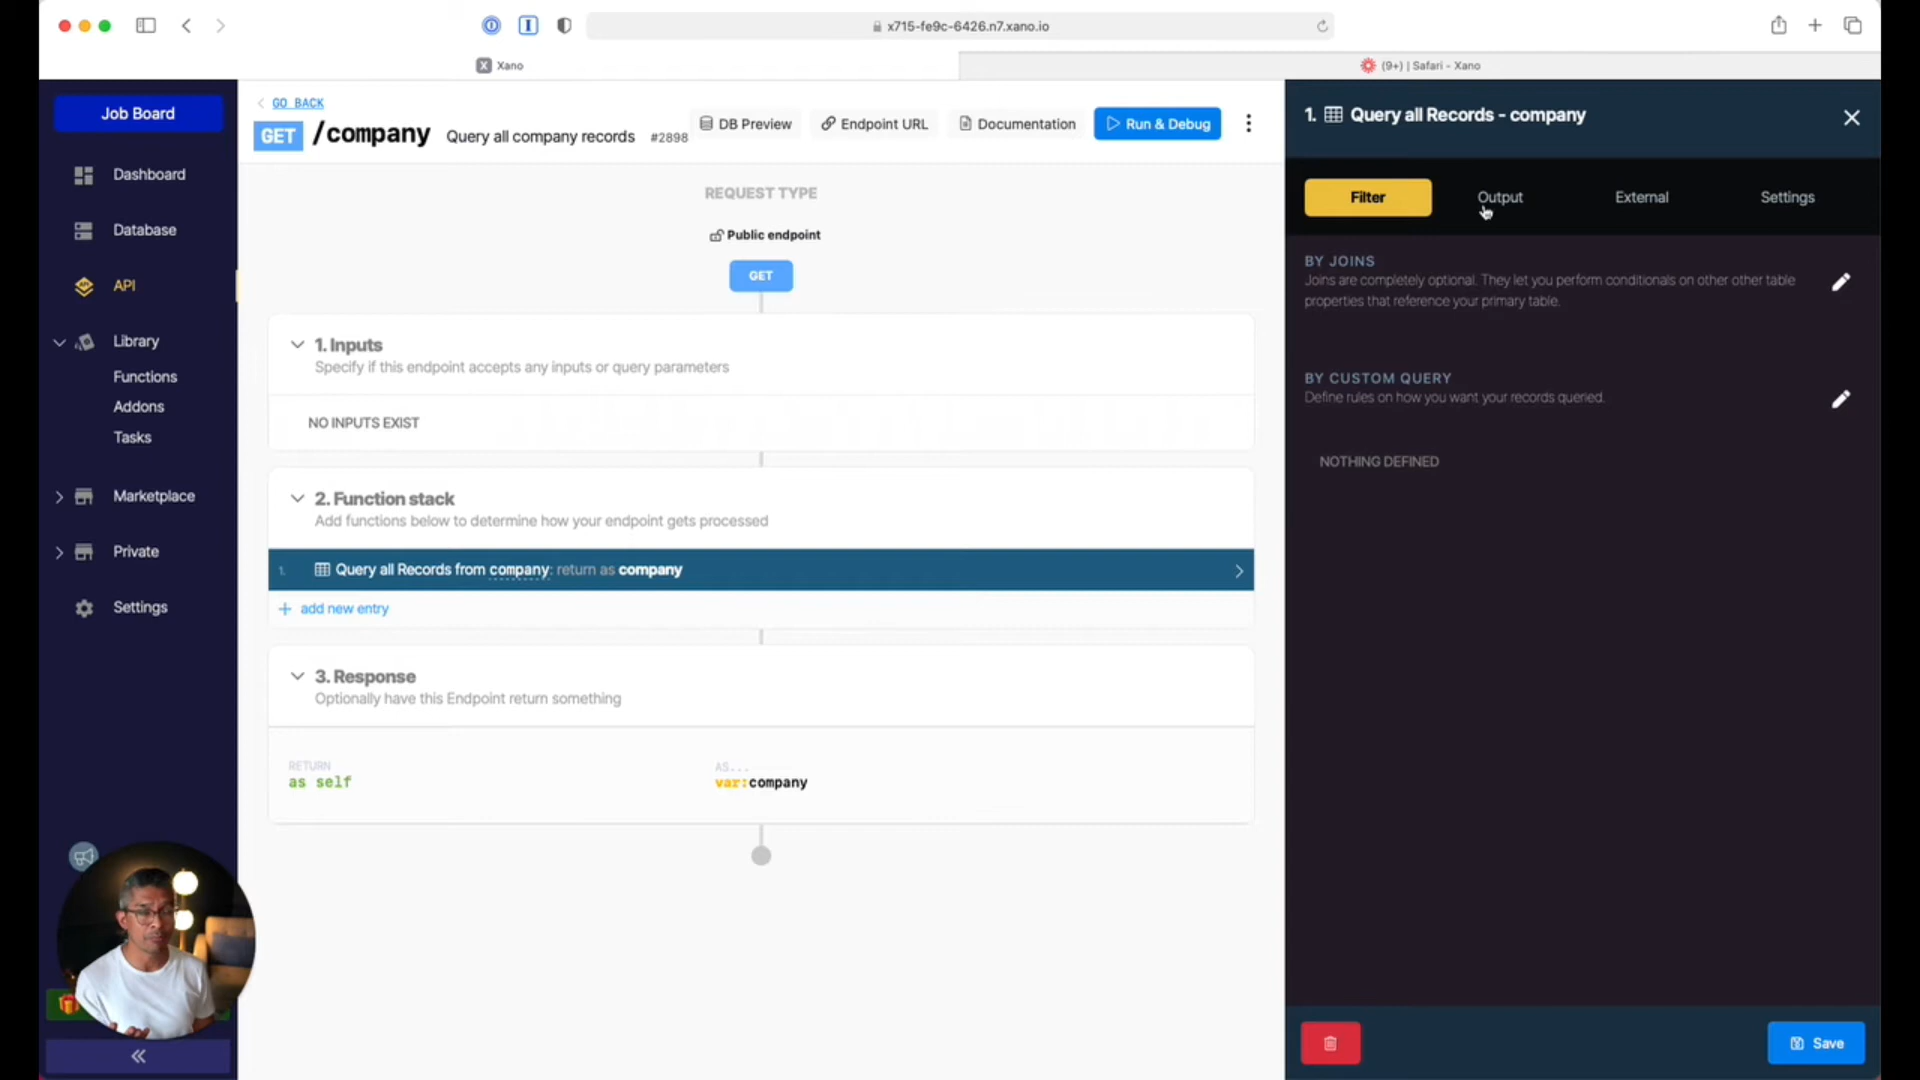 x715-fe9c-6426.n7.xano.io
X Xano
(9+) | Safari - Xano
Job Board
Dashboard
Database
API
Library
Functions
Addons
Tasks
Marketplace
Private
Settings
GO BACK
GET /company Query all company records #2898
DB Preview
Endpoint URL
Documentation
Run & Debug
REQUEST TYPE
Public endpoint
GET
1. Inputs
Specify if this endpoint accepts any inputs or query parameters
NO INPUTS EXIST
2. Function stack
Add functions below to determine how your endpoint gets processed
1. Query all Records from company: return as company
+ add new entry
3. Response
Optionally have this Endpoint return something
RETURN
as self
AS...
var:company
1. Query all Records - company
Filter
Output
External
Settings
BY JOINS
Joins are completely optional. They let you perform conditionals on other other table
properties that reference your primary table.
BY CUSTOM QUERY
Define rules on how you want your records queried.
NOTHING DEFINED
Save